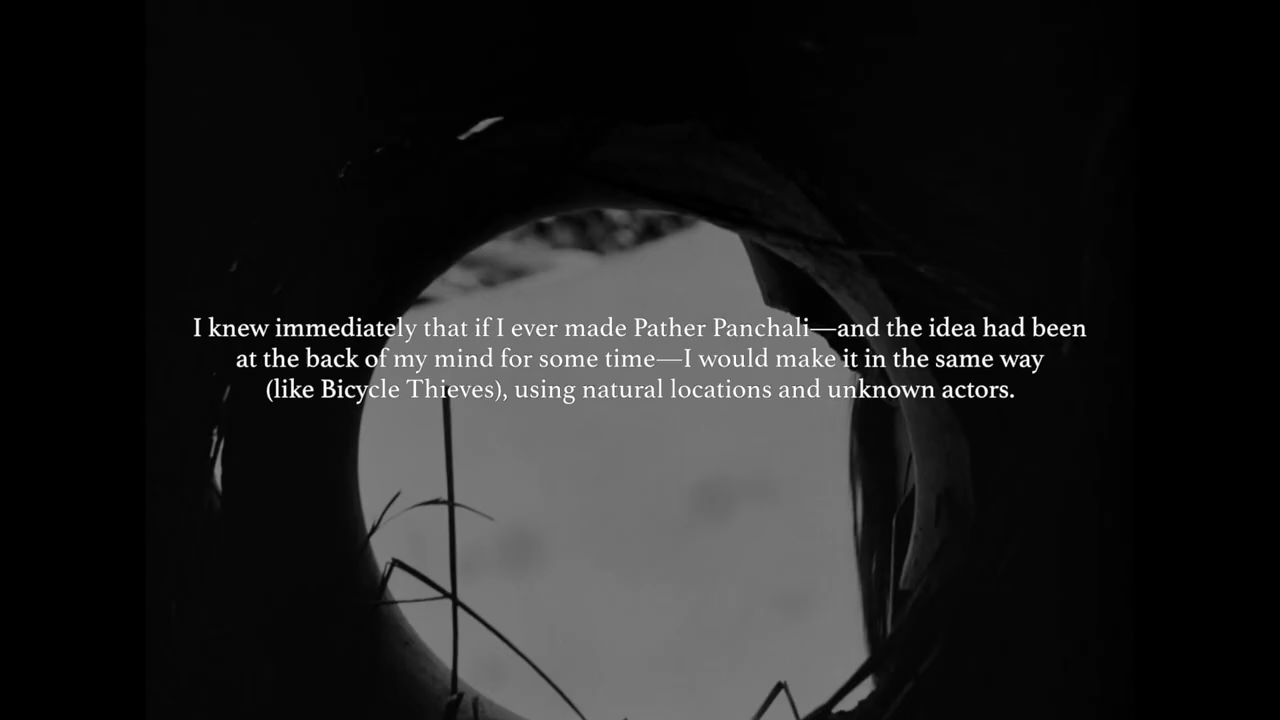 I knew immediately that if I ever made Pather Panchali—and the idea had been
at the back of my mind for some time—I would make it in the same way
(like Bicycle Thieves), using natural locations and unknown actors.